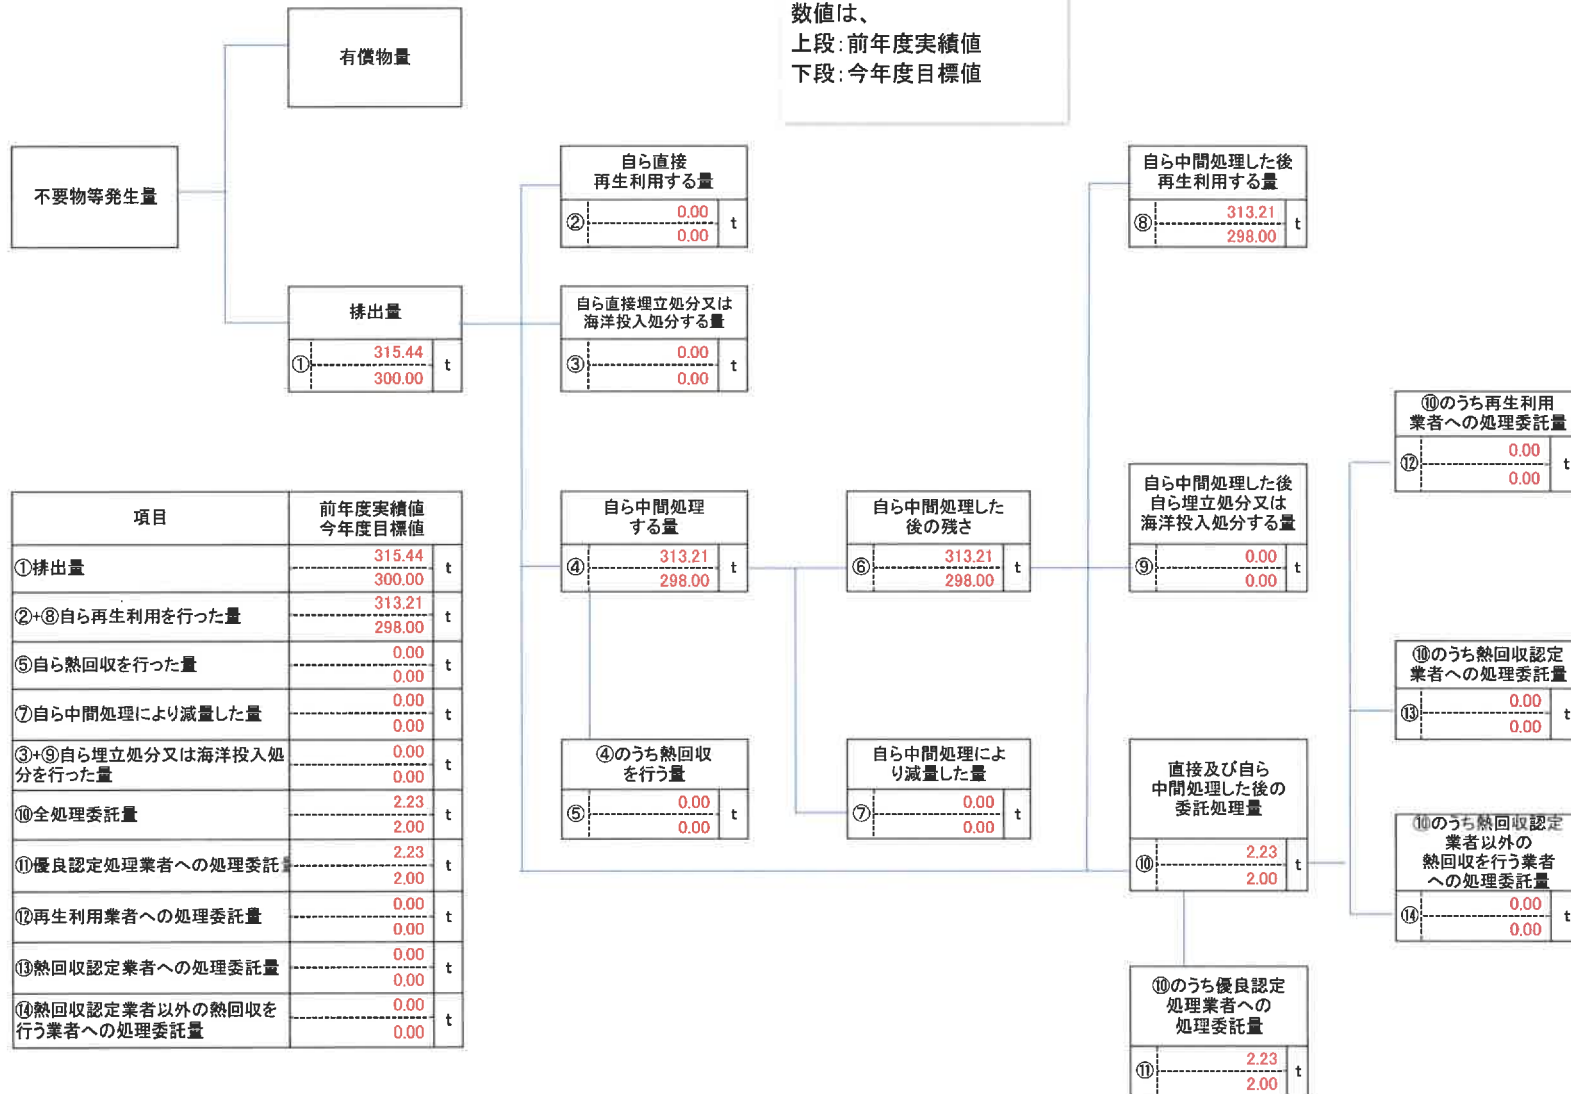 数値は、
上段:前年度実績値
下段:今年度目標値
有償物量
不要物等発生量
排出量
①
315.44
300.00
t
自ら直接
再生利用する量
②
0.00
0.00
t
自ら直接埋立処分又は
海洋投入処分する量
③
0.00
0.00
t
自ら中間処理
する量
④
313.21
298.00
t
④のうち熱回収
を行う量
⑤
0.00
0.00
t
自ら中間処理した
後の残さ
⑥
313.21
298.00
t
自ら中間処理によ
り減量した量
⑦
0.00
0.00
t
自ら中間処理した後
再生利用する量
⑧
313.21
298.00
t
自ら中間処理した後
自ら埋立処分又は
海洋投入処分する量
⑨
0.00
0.00
t
直接及び自ら
中間処理した後の
委託処理量
⑩
2.23
2.00
t
⑩のうち優良認定
処理業者への
処理委託量
⑪
2.23
2.00
t
⑩のうち再生利用
業者への処理委託量
⑫
0.00
0.00
t
⑩のうち熱回収認定
業者への処理委託量
⑬
0.00
0.00
t
⑩のうち熱回収認定
業者以外の
熱回収を行う業者
への処理委託量
⑭
0.00
0.00
t
項目
前年度実績値
今年度目標値
①排出量
315.44
300.00
t
②+⑧自ら再生利用を行った量
313.21
298.00
t
⑤自ら熱回収を行った量
0.00
0.00
t
⑦自ら中間処理により減量した量
0.00
0.00
t
③+⑨自ら埋立処分又は海洋投入処
分を行った量
0.00
0.00
t
⑩全処理委託量
2.23
2.00
t
⑪優良認定処理業者への処理委託
2.23
2.00
t
⑫再生利用業者への処理委託量
0.00
0.00
t
⑬熱回収認定業者への処理委託量
0.00
0.00
t
⑭熱回収認定業者以外の熱回収を
行う業者への処理委託量
0.00
0.00
t